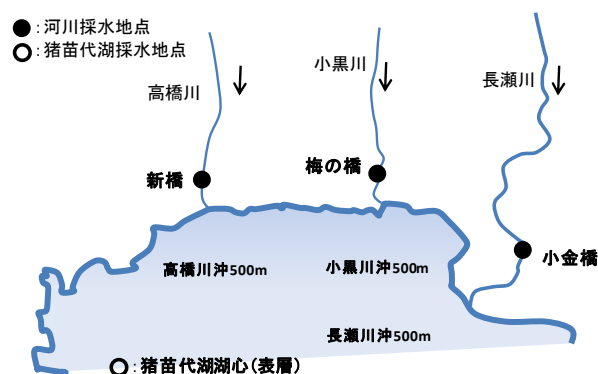 ●：河川採水地点
○：猪苗代湖採水地点
高橋川
小黒川
長瀬川
新橋
梅の橋
小金橋
高橋川沖500m
小黒川沖500m
長瀬川沖500m
○：猪苗代湖湖心(表層)